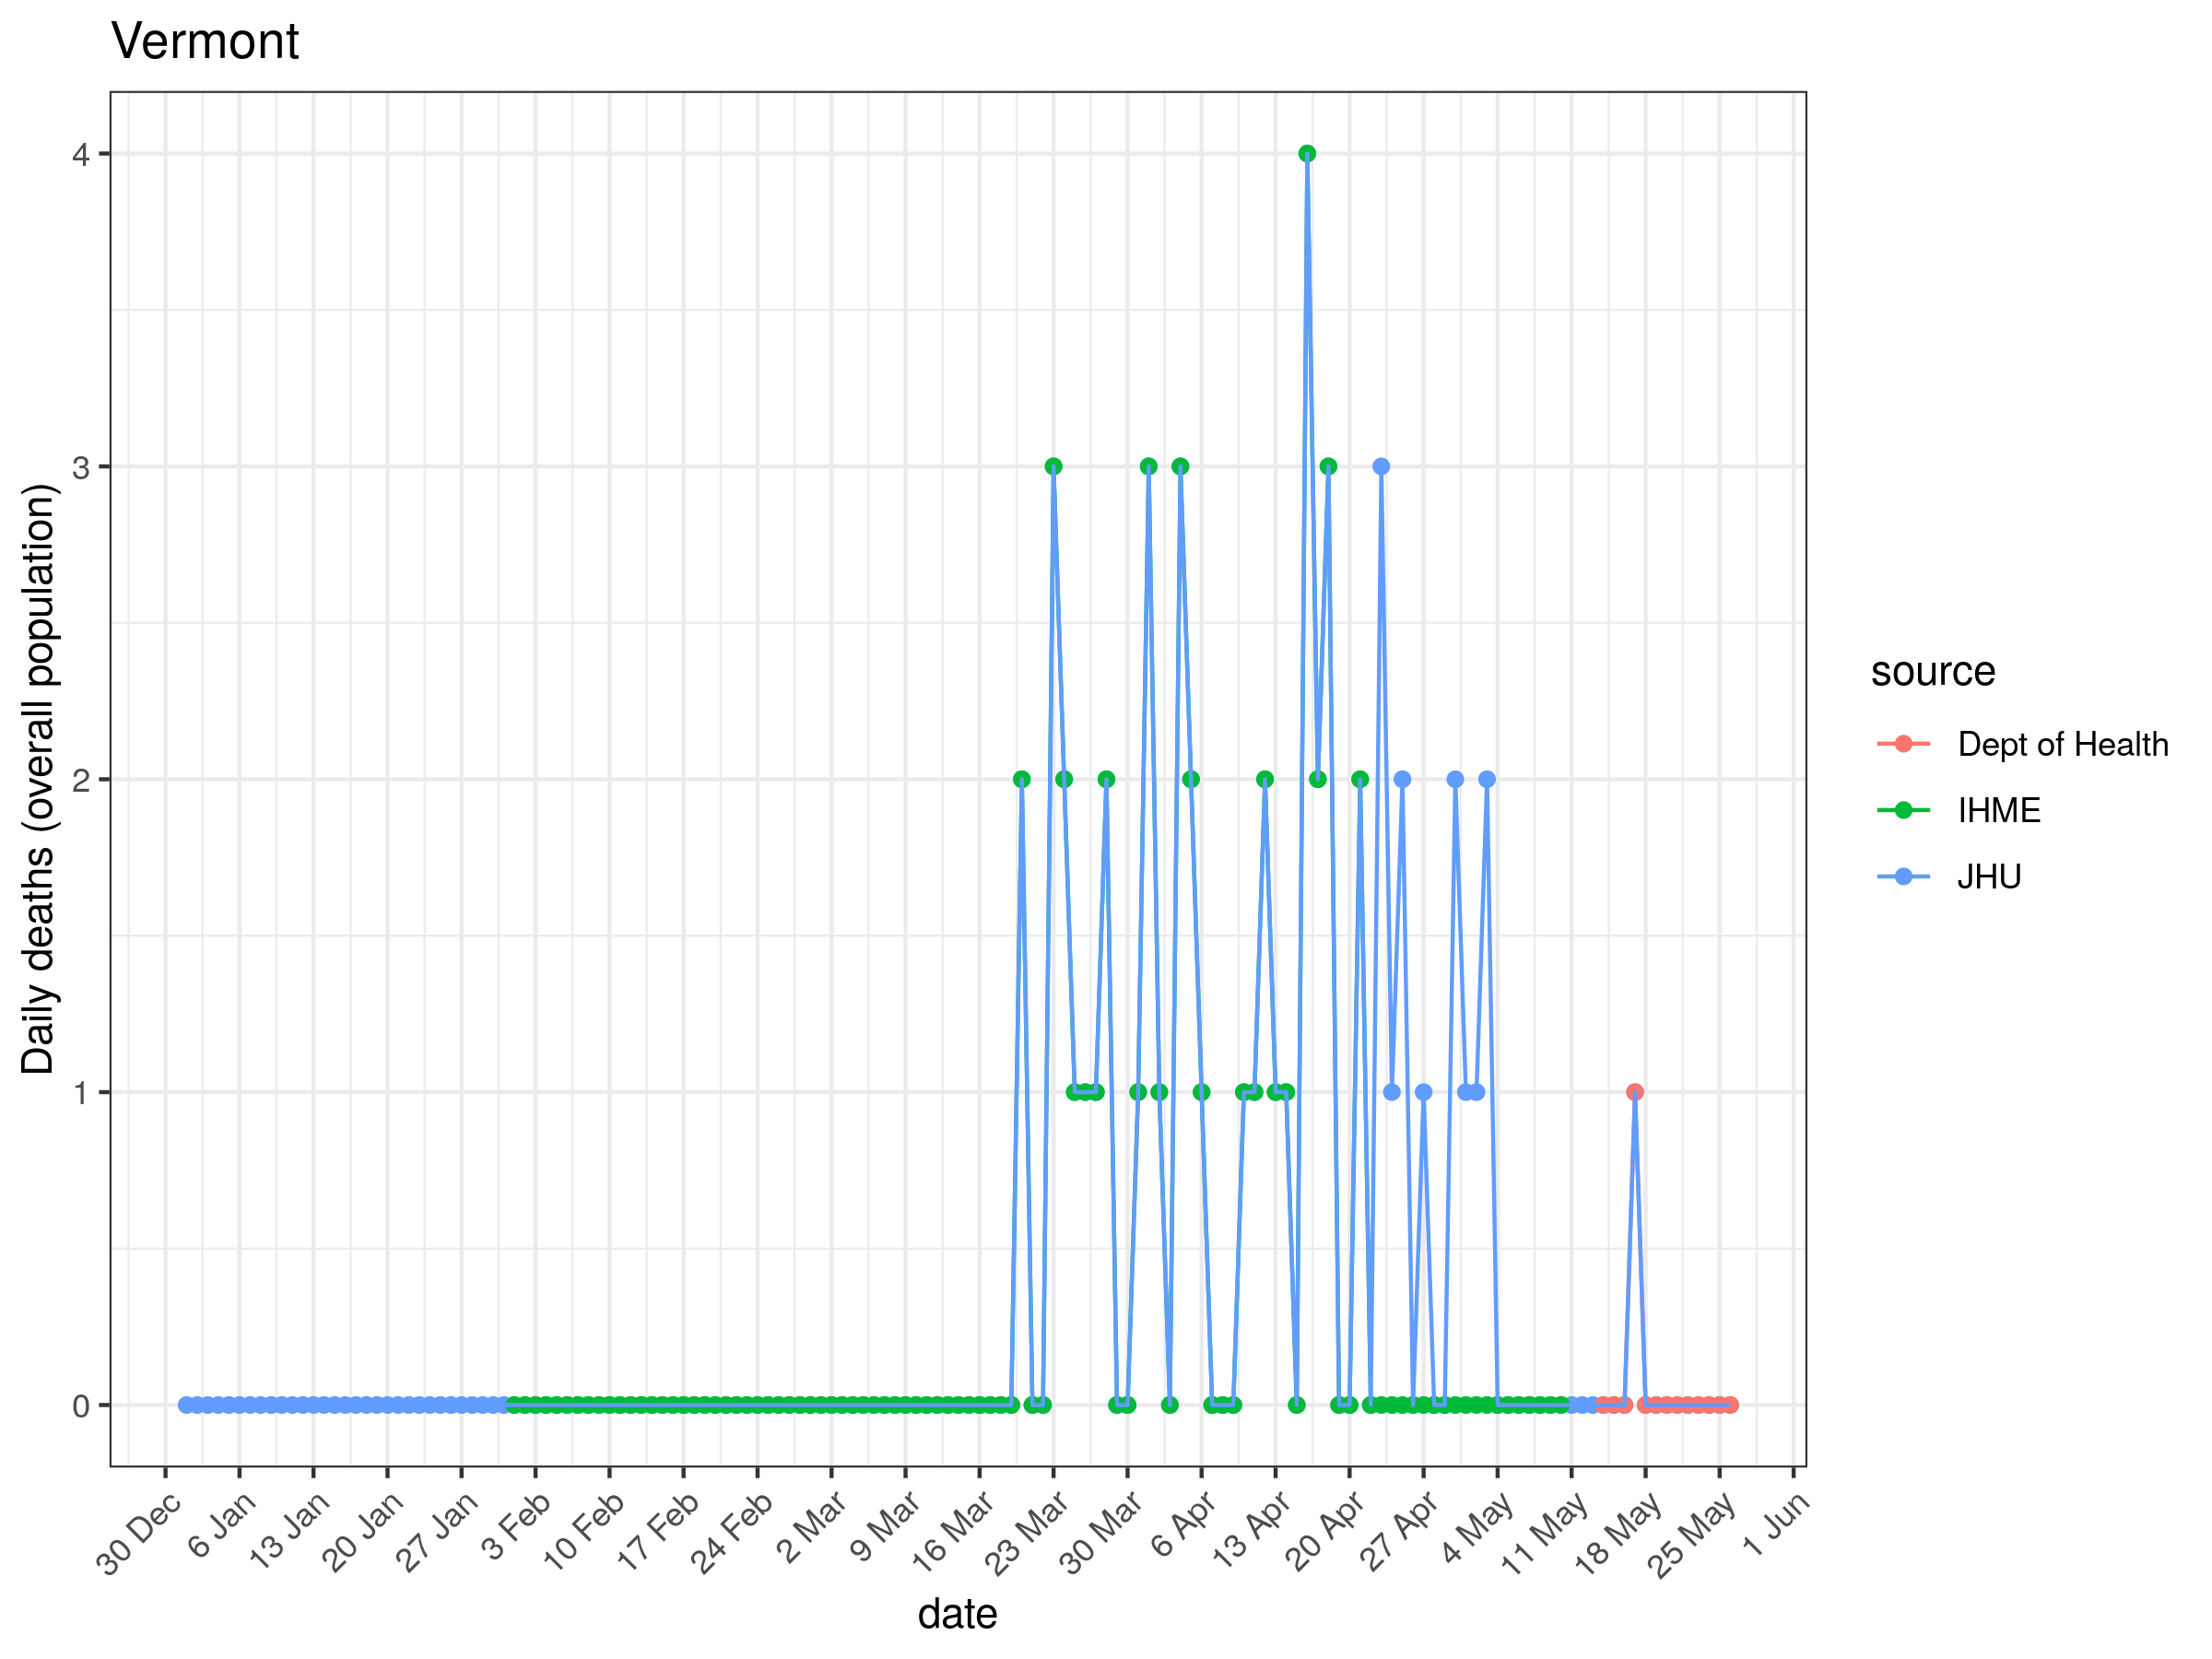 Vermont
Daily deaths (overall population)
4
3
2
1
0
30 Dec
6 Jan
13 Jan
20 Jan
27 Jan
3 Feb
10 Feb
17 Feb
24 Feb
2 Mar
9 Mar
16 Mar
23 Mar
30 Mar
6 Apr
13 Apr
20 Apr
27 Apr
4 May
11 May
18 May
25 May
1 Jun
date
source
Dept of Health
IHME
JHU